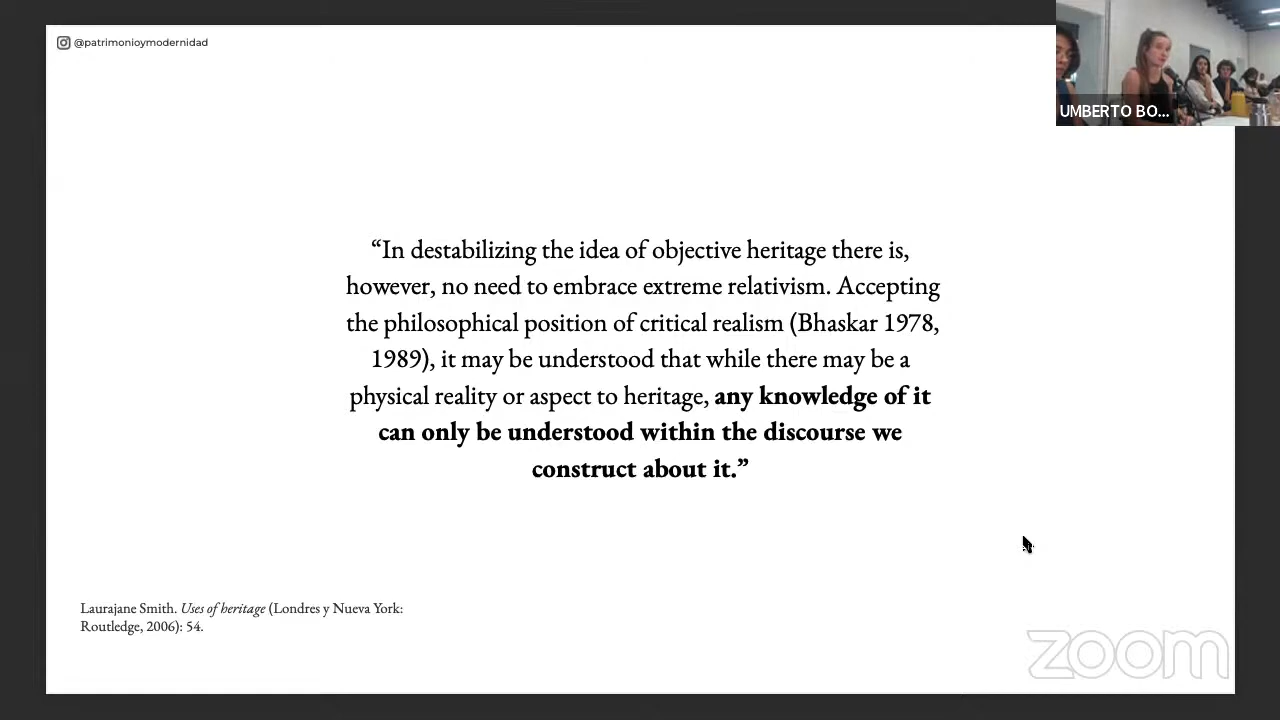 @patrimonioymodernidad
UMBERTO BO...
“In destabilizing the idea of objective heritage there is,
however, no need to embrace extreme relativism. Accepting
the philosophical position of critical realism (Bhaskar 1978,
1989), it may be understood that while there may be a
physical reality or aspect to heritage, any knowledge of it
can only be understood within the discourse we
construct about it.”
Laurajane Smith. Uses of heritage (Londres y Nueva York:
Routledge, 2006): 54.
zoom